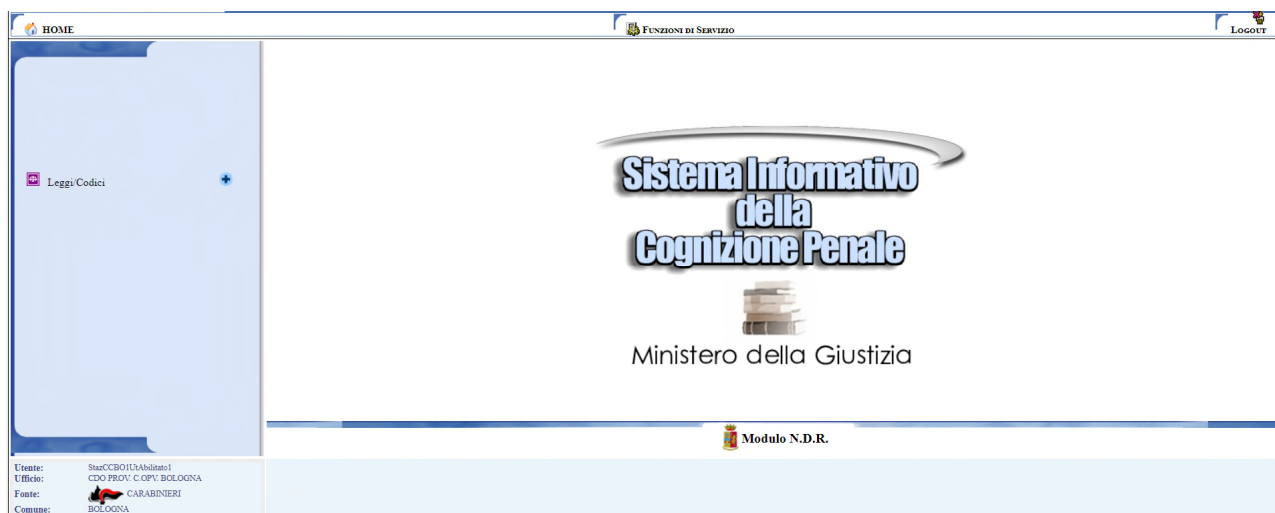 HOME
FUNZIONI DI SERVIZIO
LOGOUT
Leggi/Codici
Sistema Informativo
della
Cognizione Penale
Ministero della Giustizia
Modulo N.D.R.
Utente: StazCCBO1UtAbilitato1
Ufficio: CDO PROV. C.OPV. BOLOGNA
Fonte: CARABINIERI
Comune: BOLOGNA